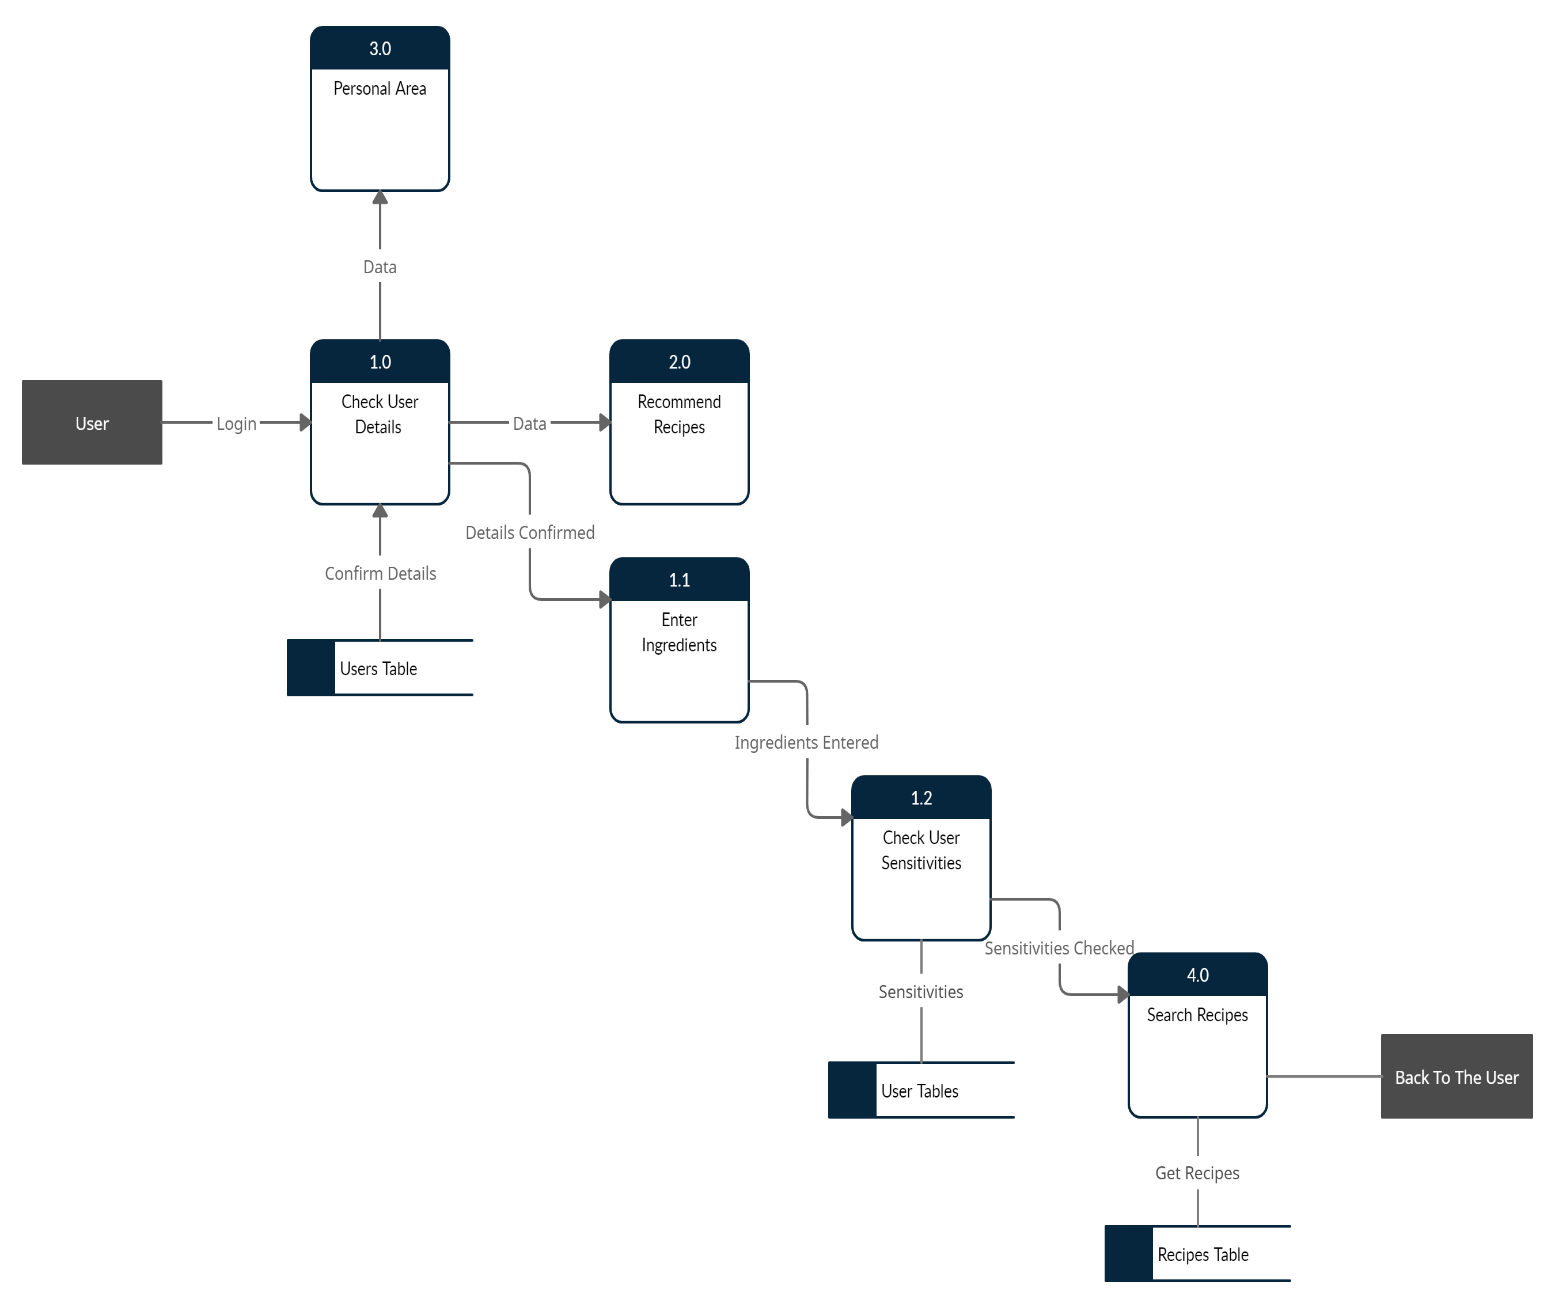 3.0
Personal Area
Data
1.0
Check User
Details
2.0
Recommend
Recipes
User
Login
Data
Details Confirmed
Confirm Details
1.1
Enter
Ingredients
Users Table
Ingredients Entered
1.2
Check User
Sensitivities
Sensitivities Checked
4.0
Search Recipes
Sensitivities
Back To The User
User Tables
Get Recipes
Recipes Table